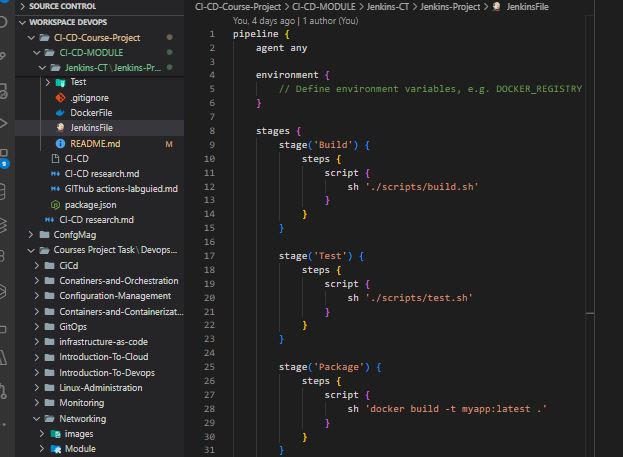 SOURCE CONTROL
WORKSPACE DEVOPS
CI-CD-Course-Project
CI-CD-MODULE
Jenkins-CT \ Jenkins-Pr...
Test
.gitignore
DockerFile
JenkinsFile
README.md M
CI-CD
CI-CD research.md
GIThub actions-labguied.md
package.json
CI-CD research.md
ConfgMag
Courses Project Task \ Devops...
CiCd
Conatiners-and-Orchestration
Configuration-Management
Containers-and-Containerizat...
GitOps
infrastructure-as-code
Introduction-To-Cloud
Introduction-To-Devops
Linux-Administration
Monitoring
Networking
images
Module
CI-CD-Course-Project > CI-CD-MODULE > Jenkins-CT > Jenkins-Project > JenkinsFile
You, 4 days ago | 1 author (You)
1 pipeline {
2 agent any
3
4 environment {
5 // Define environment variables, e.g. DOCKER_REGISTRY
6 }
7
8 stages {
9 stage('Build') {
10 steps {
11 script {
12 sh './scripts/build.sh'
13 }
14 }
15 }
16
17 stage('Test') {
18 steps {
19 script {
20 sh './scripts/test.sh'
21 }
22 }
23 }
24
25 stage('Package') {
26 steps {
27 script {
28 sh 'docker build -t myapp:latest .'
29 }
30 }
31 }